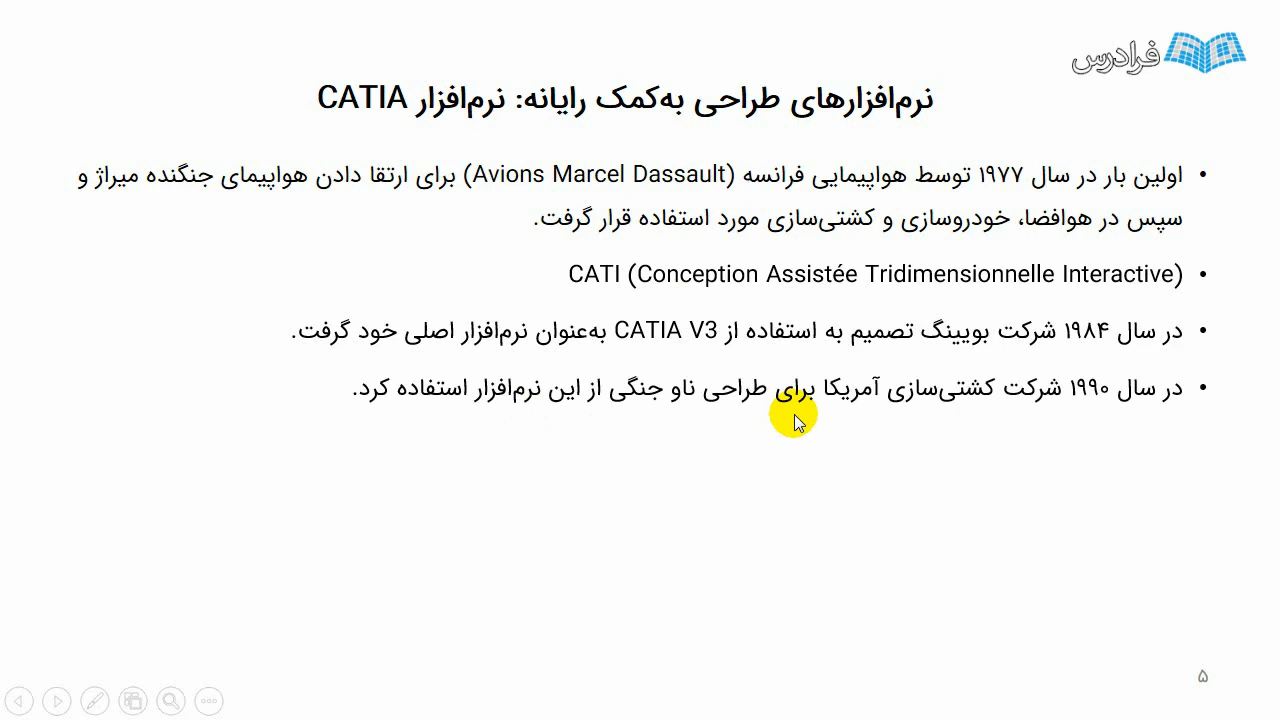 فرادرس
نرم‌افزارهای طراحی به‌کمک رایانه: نرم‌افزار CATIA
• اولین بار در سال ۱۹۷۷ توسط هواپیمایی فرانسه (Avions Marcel Dassault) برای ارتقا دادن هواپیمای جنگنده میراژ و
سپس در هوافضا، خودروسازی و کشتی‌سازی مورد استفاده قرار گرفت.
• CATI (Conception Assistée Tridimensionnelle Interactive)
• در سال ۱۹۸۴ شرکت بویینگ تصمیم به استفاده از CATIA V3 به‌عنوان نرم‌افزار اصلی خود گرفت.
• در سال ۱۹۹۰ شرکت کشتی‌سازی آمریکا برای طراحی ناو جنگی از این نرم‌افزار استفاده کرد.
۵